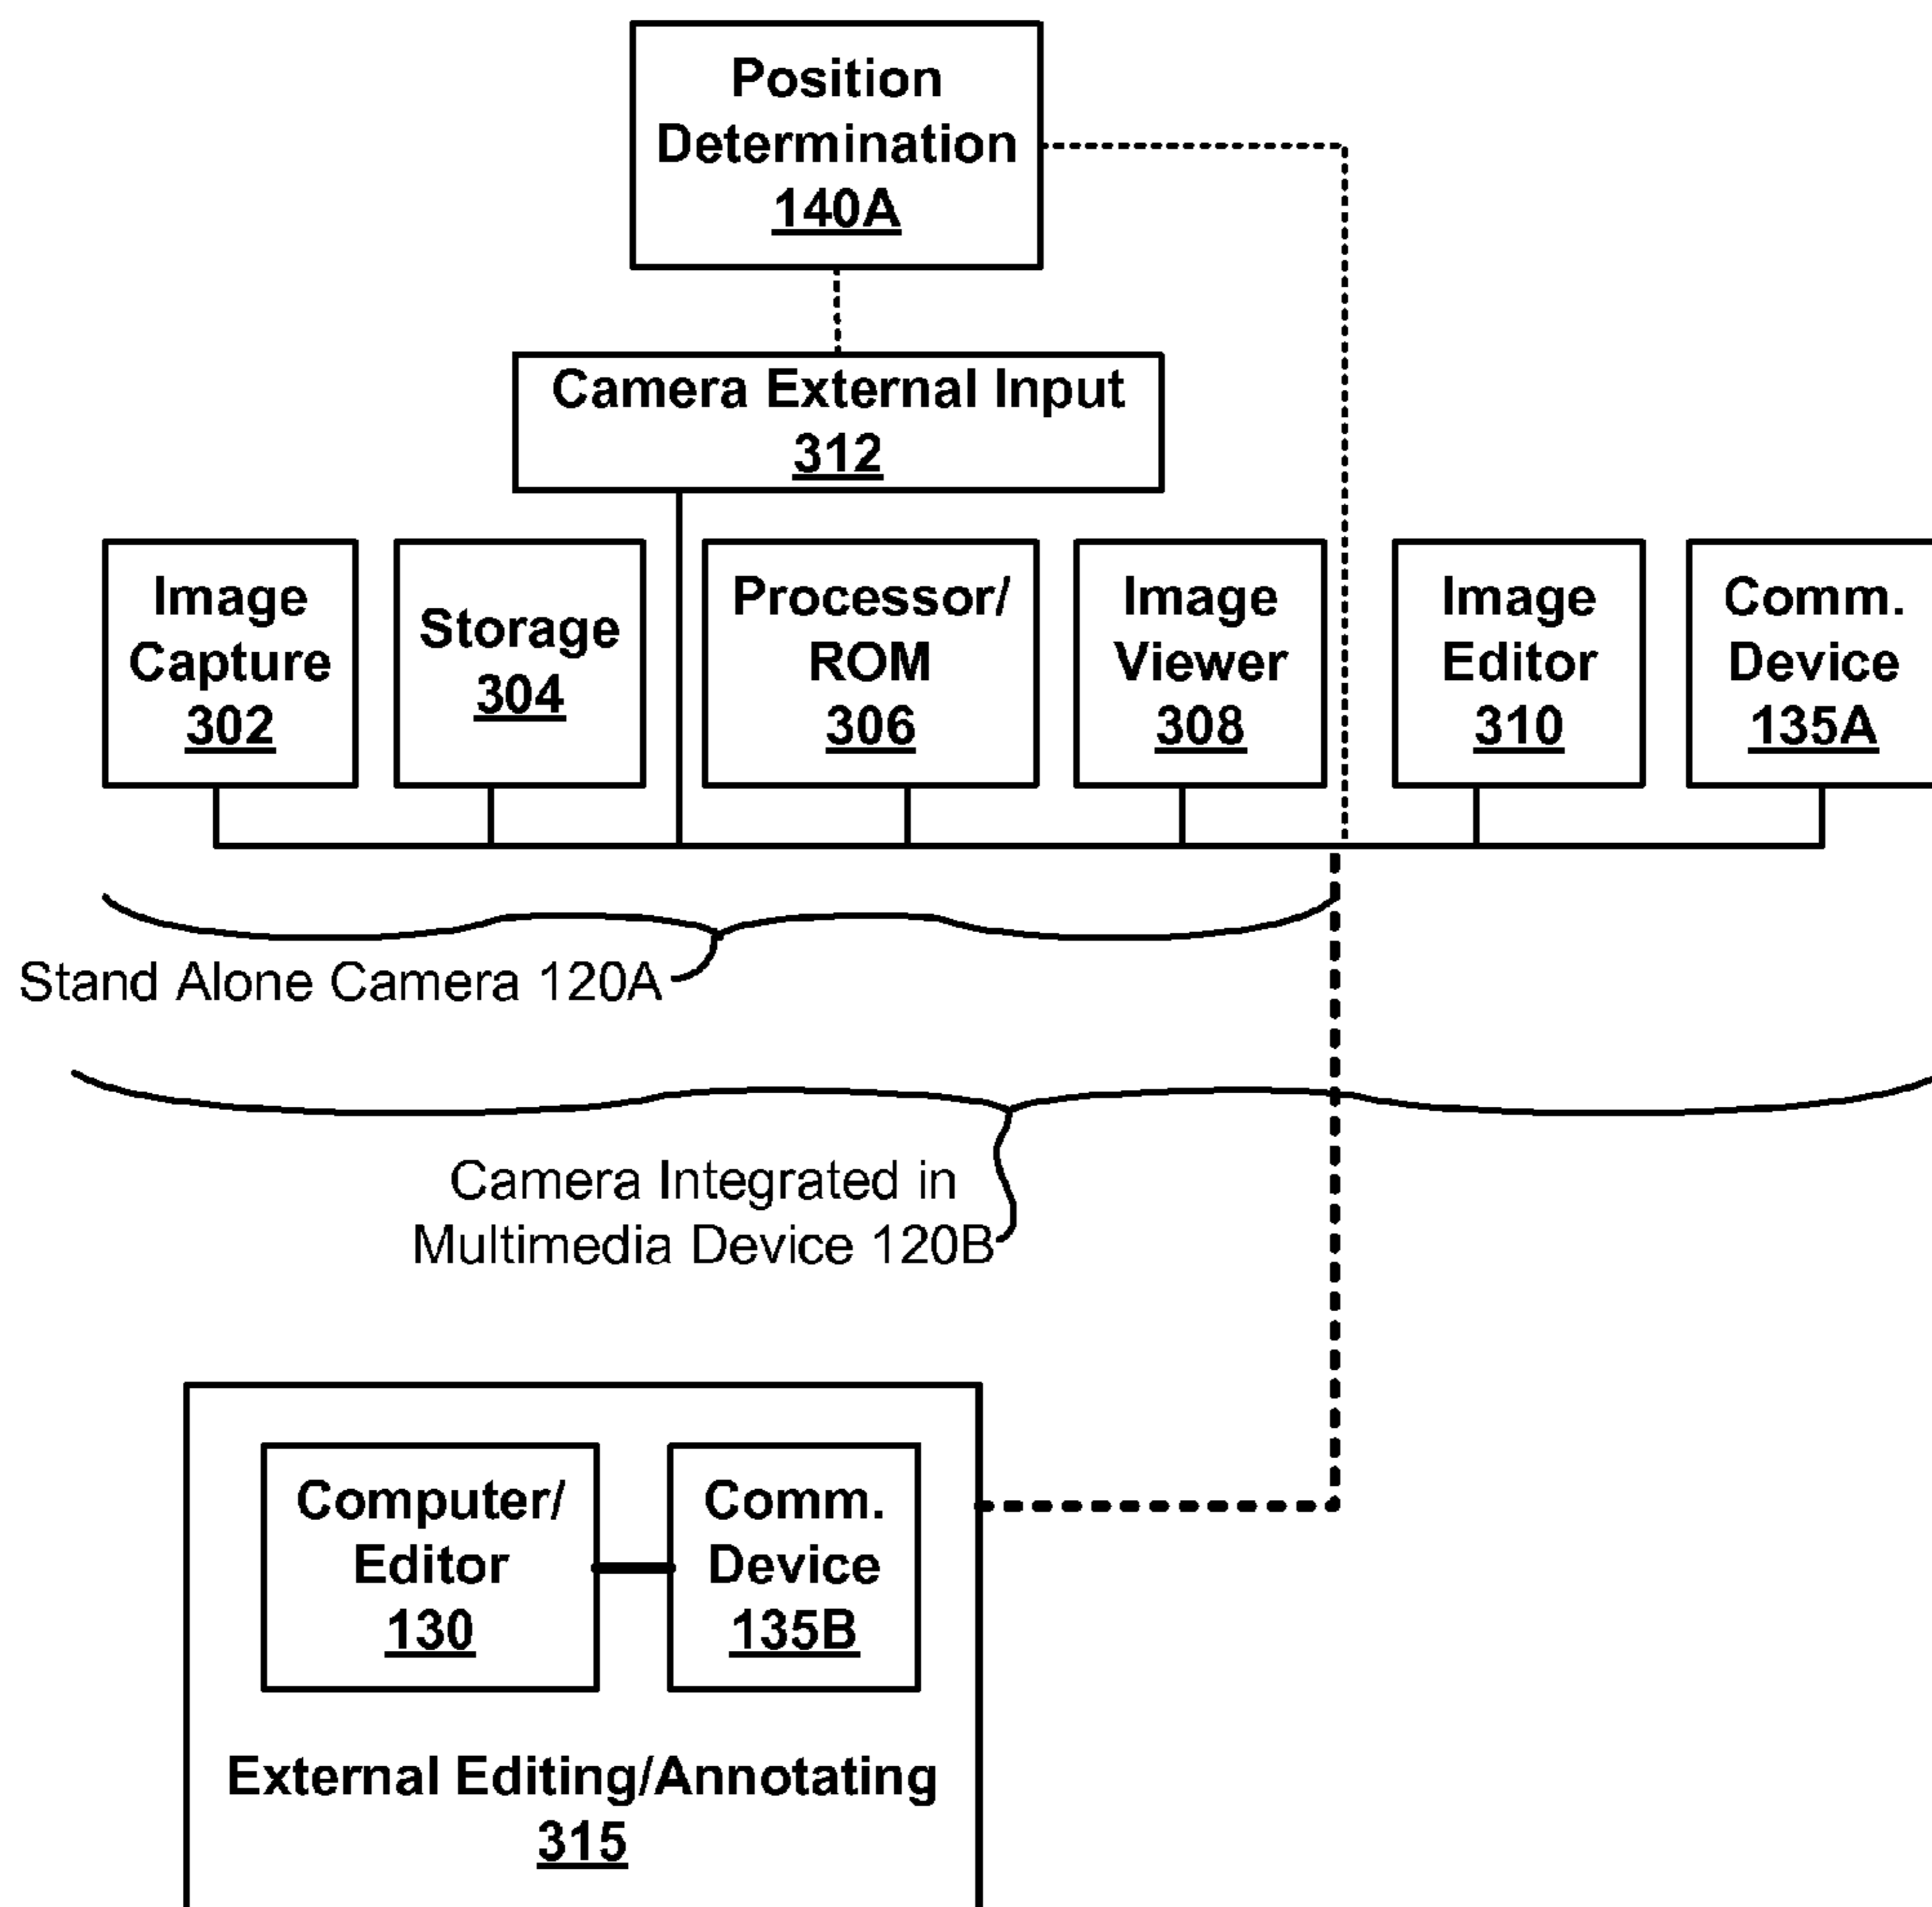 Position
Determination
140A
Camera External Input
312
Image
Capture
302
Storage
304
Processor/
ROM
306
Image
Viewer
308
Image
Editor
310
Comm.
Device
135A
Stand Alone Camera 120A
Camera Integrated in
Multimedia Device 120B
Computer/
Editor
130
Comm.
Device
135B
External Editing/Annotating
315